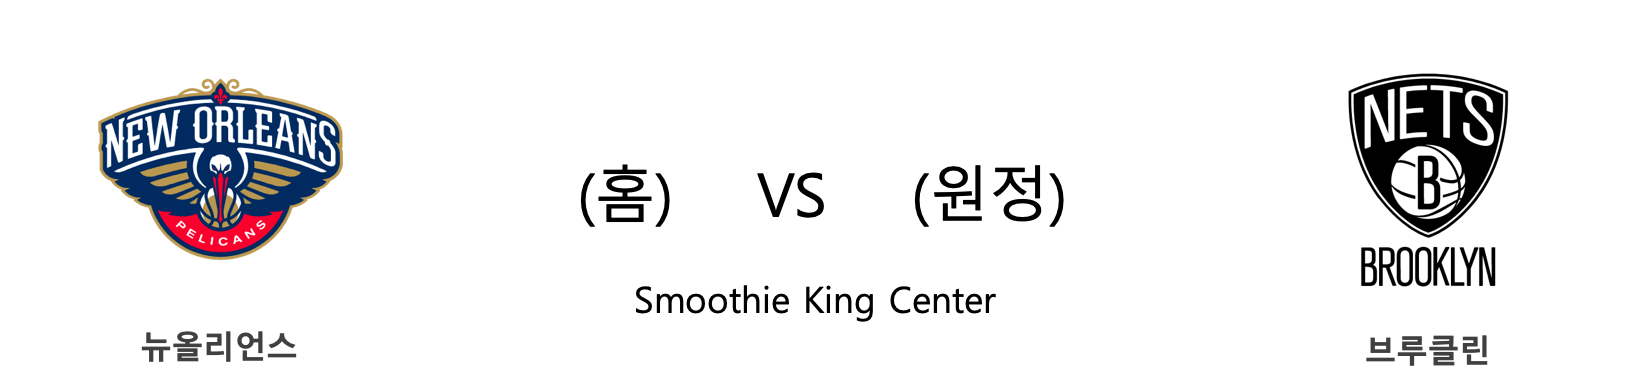 NEW ORLEANS
PELICANS
뉴올리언스
(홈) VS (원정)
Smoothie King Center
NETS
B
BROOKLYN
브루클린